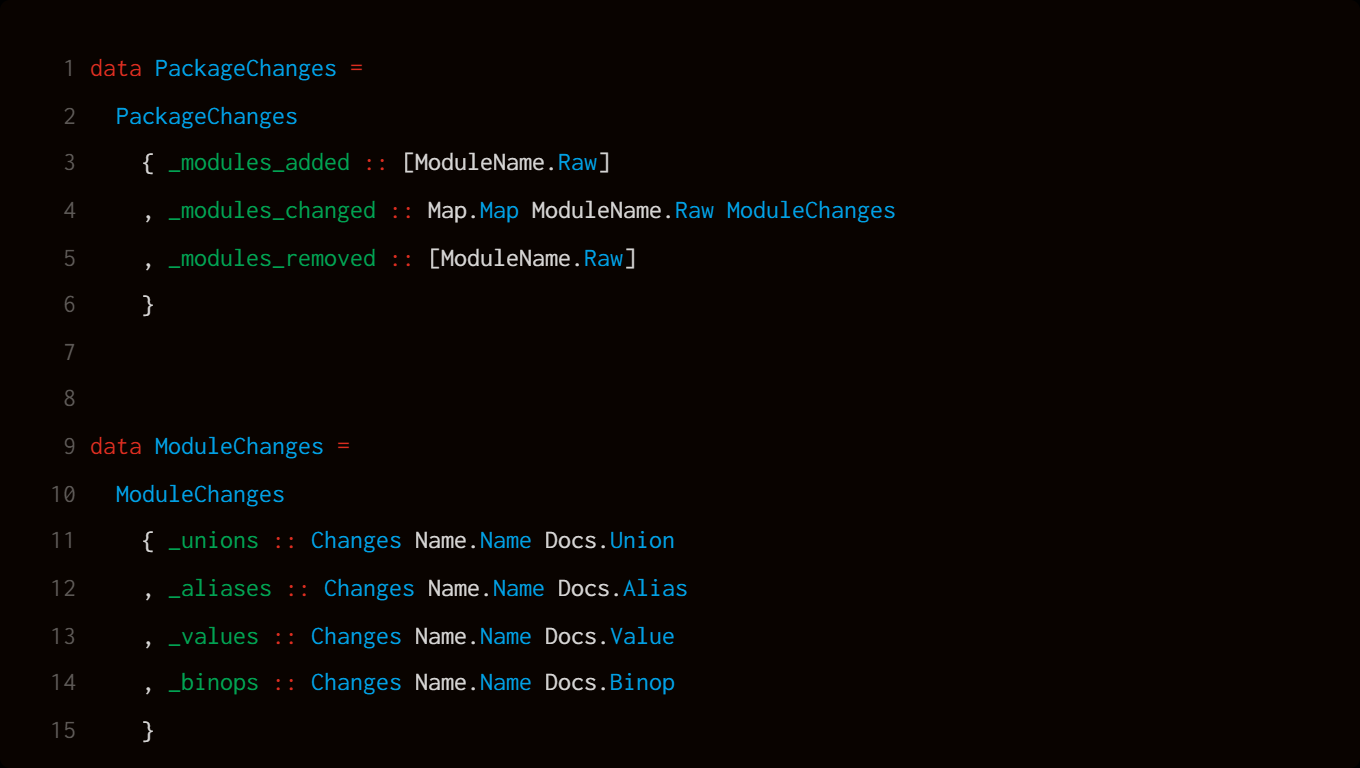 1 data PackageChanges =
2   PackageChanges
3     { _modules_added :: [ModuleName.Raw]
4     , _modules_changed :: Map.Map ModuleName.Raw ModuleChanges
5     , _modules_removed :: [ModuleName.Raw]
6     }
7
8
9 data ModuleChanges =
10   ModuleChanges
11     { _unions :: Changes Name.Name Docs.Union
12     , _aliases :: Changes Name.Name Docs.Alias
13     , _values :: Changes Name.Name Docs.Value
14     , _binops :: Changes Name.Name Docs.Binop
15     }